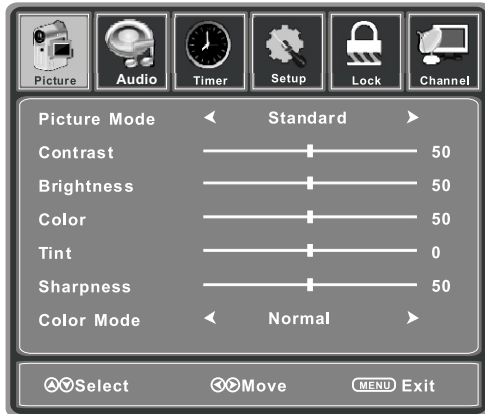 Picture Audio Timer Setup Lock Channel
Picture Mode Standard
Contrast 50
Brightness 50
Color 50
Tint 0
Sharpness 50
Color Mode Normal
Select Move MENU Exit